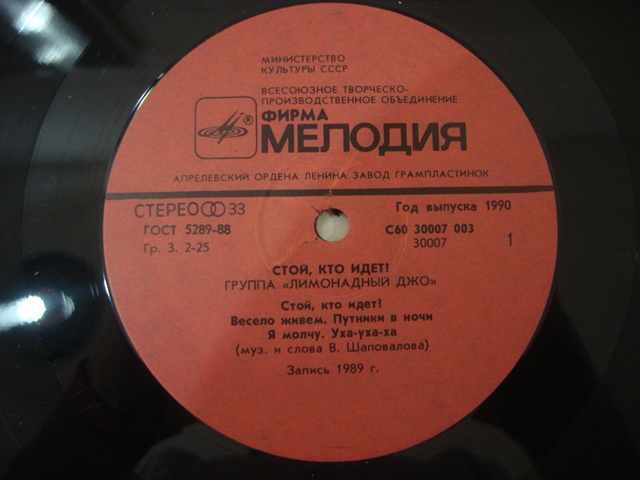 МИНИСТЕРСТВО
КУЛЬТУРЫ СССР
ВСЕСОЮЗНОЕ ТВОРЧЕСКО-
ПРОИЗВОДСТВЕННОЕ ОБЪЕДИНЕНИЕ
ФИРМА
МЕЛОДИЯ
АПРЕЛЕВСКИЙ ОРДЕНА ЛЕНИНА ЗАВОД ГРАМПЛАСТИНОК
СТЕРЕО 33 Год выпуска 1990
ГОСТ 5289-88 С60 30007 003
Гр. 3. 2-25 30007 1
СТОЙ, КТО ИДЕТ!
ГРУППА «ЛИМОНАДНЫЙ ДЖО»
Стой, кто идет!
Весело живем. Путники в ночи
Я молчу. Уха-уха-ха
(муз. и слова В. Шаповалова)
Запись 1989 г.